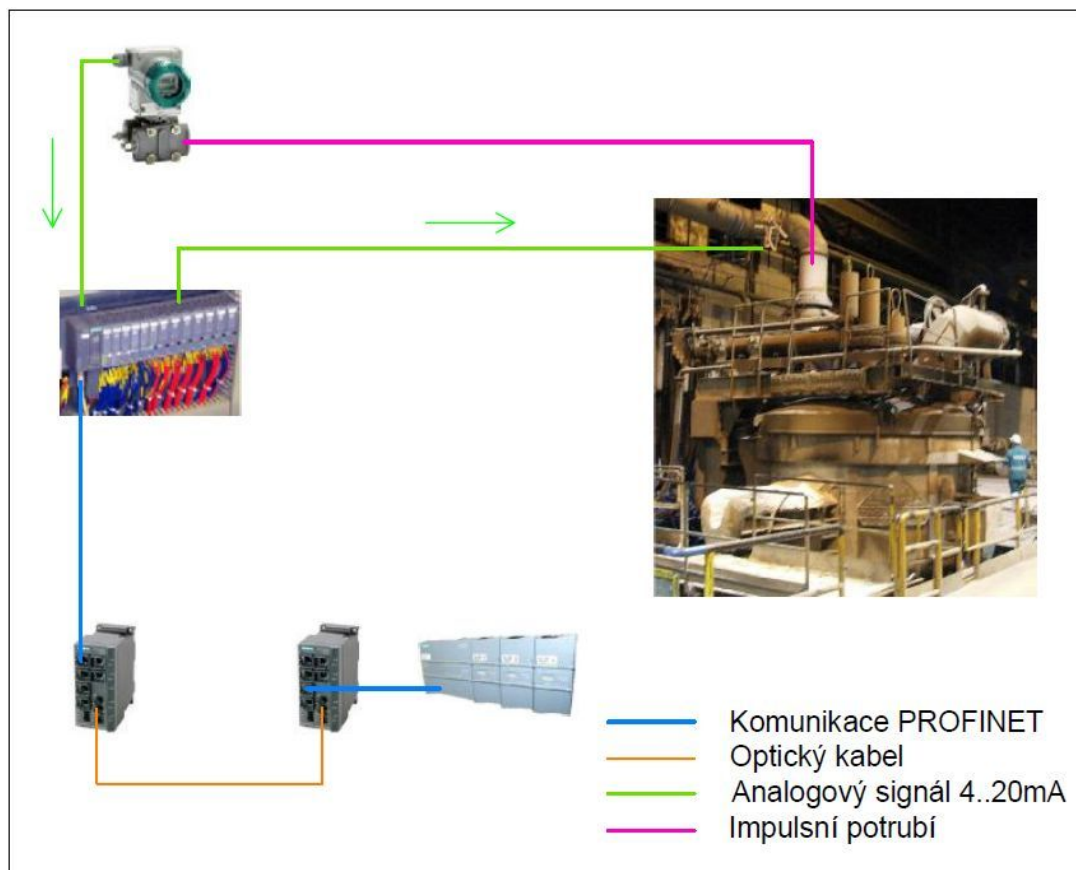 Komunikace PROFINET
Optický kabel
Analogový signál 4..20mA
Impulsní potrubí